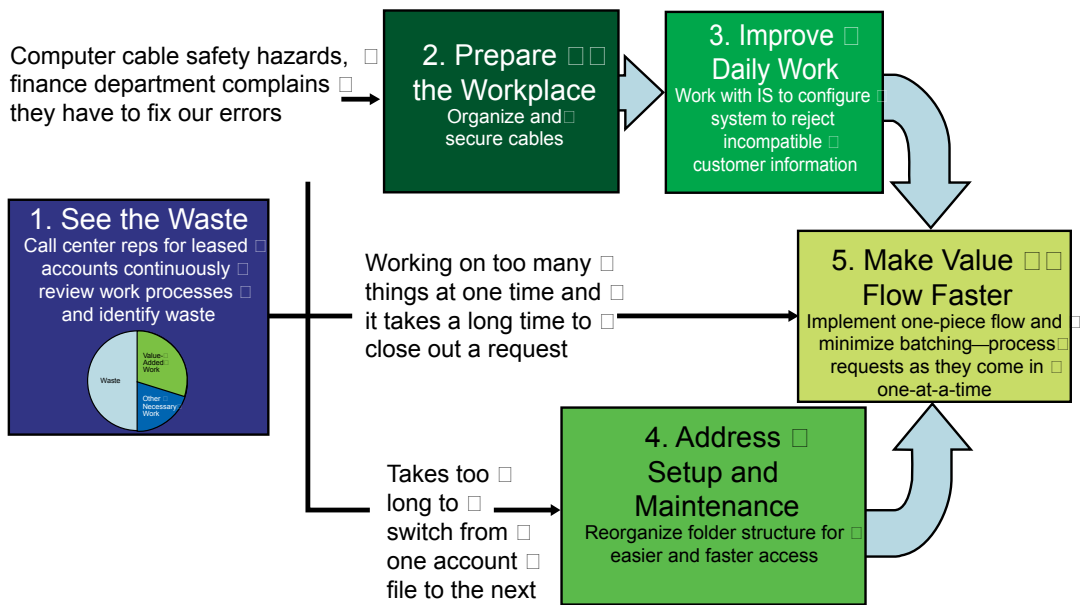 Computer cable safety hazards,
finance department complains
they have to fix our errors
2. Prepare
the Workplace
Organize and
secure cables
3. Improve
Daily Work
Work with IS to configure
system to reject
incompatible
customer information
1. See the Waste
Call center reps for leased
accounts continuously
review work processes
and identify waste
Waste
Value-
Added
Work
Other
Necessary
Work
Working on too many
things at one time and
it takes a long time to
close out a request
5. Make Value
Flow Faster
Implement one-piece flow and
minimize batching—process
requests as they come in
one-at-a-time
Takes too
long to
switch from
one account
file to the next
4. Address
Setup and
Maintenance
Reorganize folder structure for
easier and faster access